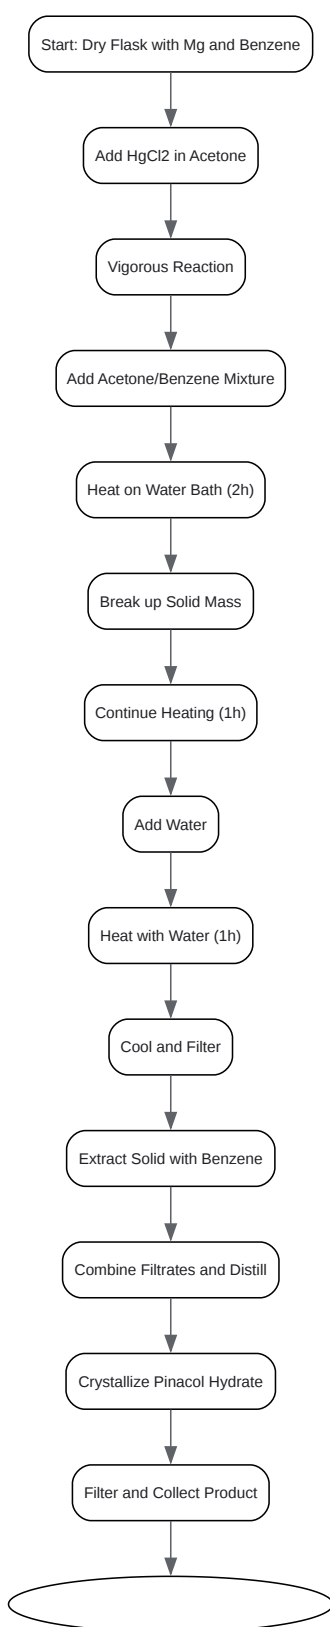 Start: Dry Flask with Mg and Benzene
Add HgCl2 in Acetone
Vigorous Reaction
Add Acetone/Benzene Mixture
Heat on Water Bath (2h)
Break up Solid Mass
Continue Heating (1h)
Add Water
Heat with Water (1h)
Cool and Filter
Extract Solid with Benzene
Combine Filtrates and Distill
Crystallize Pinacol Hydrate
Filter and Collect Product